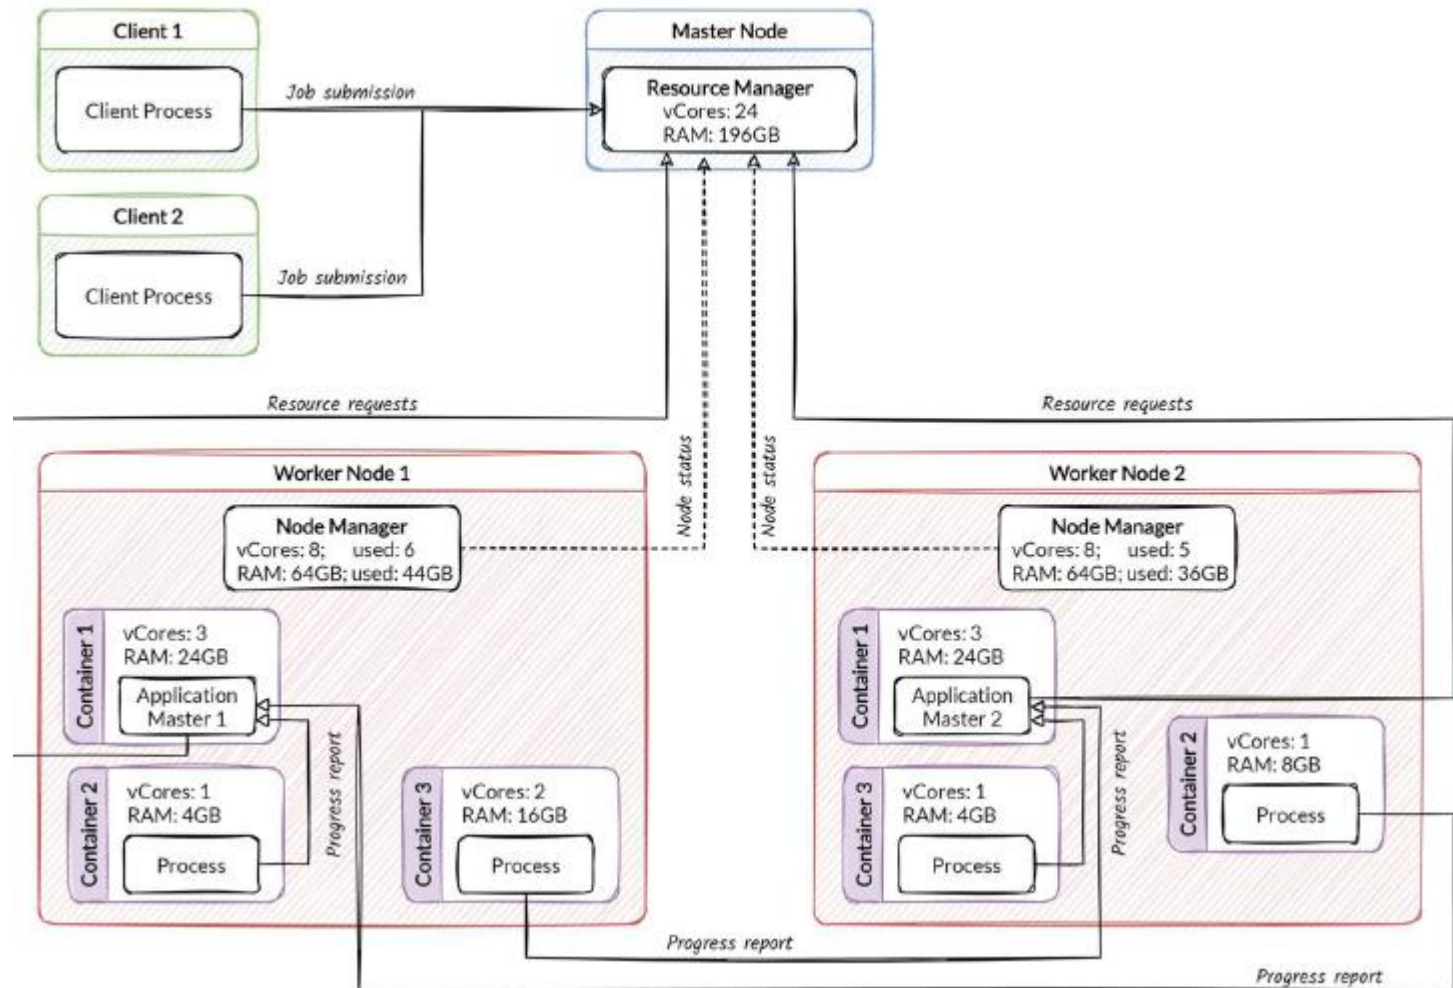 Client 1
Client Process
Job submission
Master Node
Resource Manager
vCores: 24
RAM: 196GB
Client 2
Client Process
Job submission
Resource requests
Resource requests
Node status
Node status
Worker Node 1
Node Manager
vCores: 8; used: 6
RAM: 64GB; used: 44GB
Container 1
vCores: 3
RAM: 24GB
Application
Master 1
Progress report
Container 2
vCores: 1
RAM: 4GB
Process
Container 3
vCores: 2
RAM: 16GB
Process
Worker Node 2
Node Manager
vCores: 8; used: 5
RAM: 64GB; used: 36GB
Container 1
vCores: 3
RAM: 24GB
Application
Master 2
Progress report
Container 2
vCores: 1
RAM: 8GB
Process
Container 3
vCores: 1
RAM: 4GB
Process
Progress report
Progress report